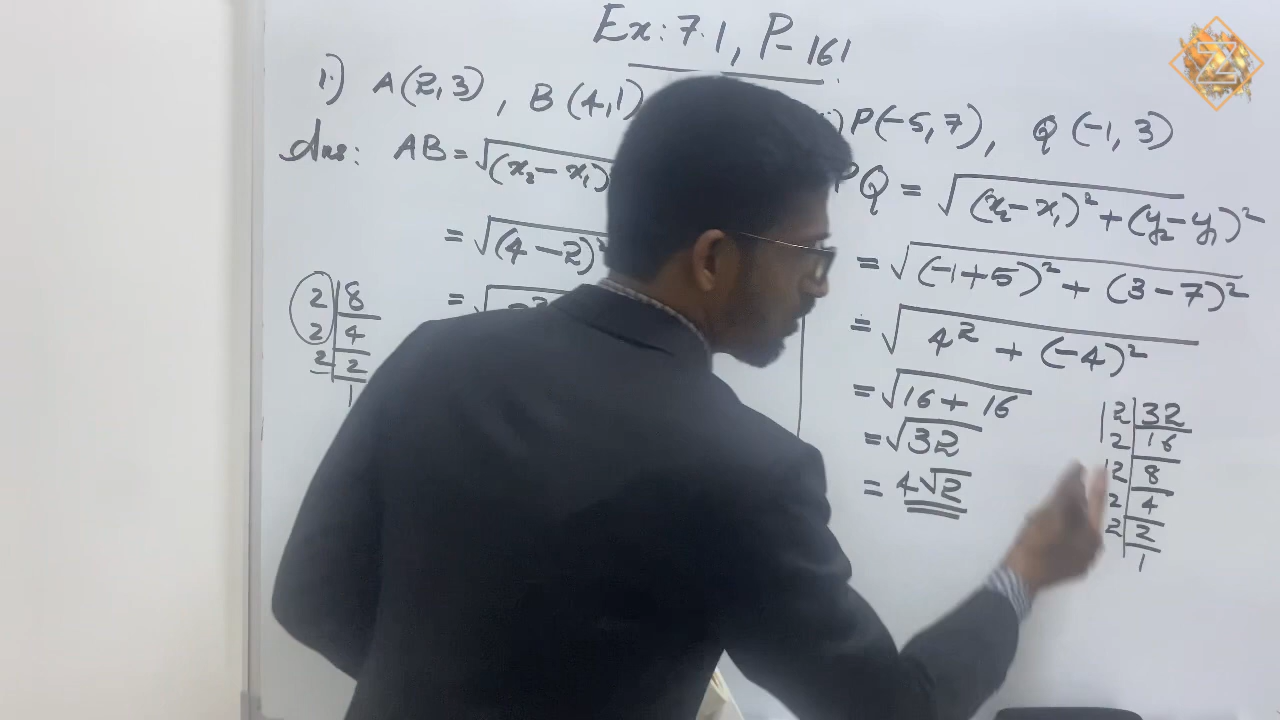 Ex: 7.1, P-161
1.) A(2,3), B(4,1)
Ans: AB = √(x₂-x₁)
= √(4-2)²
= √
2|8
2|4
2|2
1
) P(-5,7), Q(-1,3)
PQ = √(x₂-x₁)²+(y₂-y₁)²
= √(-1+5)² + (3-7)²
= √4² + (-4)²
= √16+16
= √32
= 4√2
2|32
2|16
2|8
2|4
2|2
1
Z